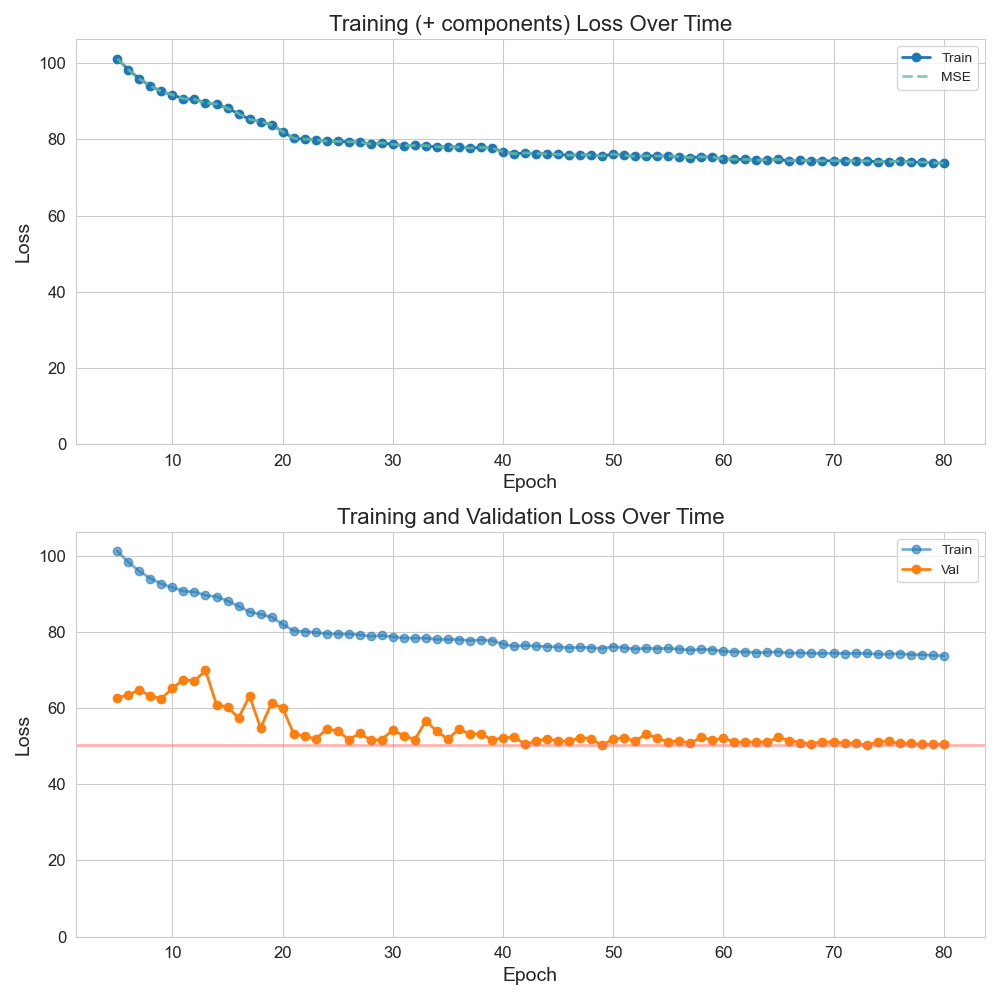 Training (+ components) Loss Over Time
Train
MSE
100
80
60
40
20
0
Loss
10 20 30 40 50 60 70 80
Epoch
Training and Validation Loss Over Time
Train
Val
100
80
60
40
20
0
Loss
10 20 30 40 50 60 70 80
Epoch